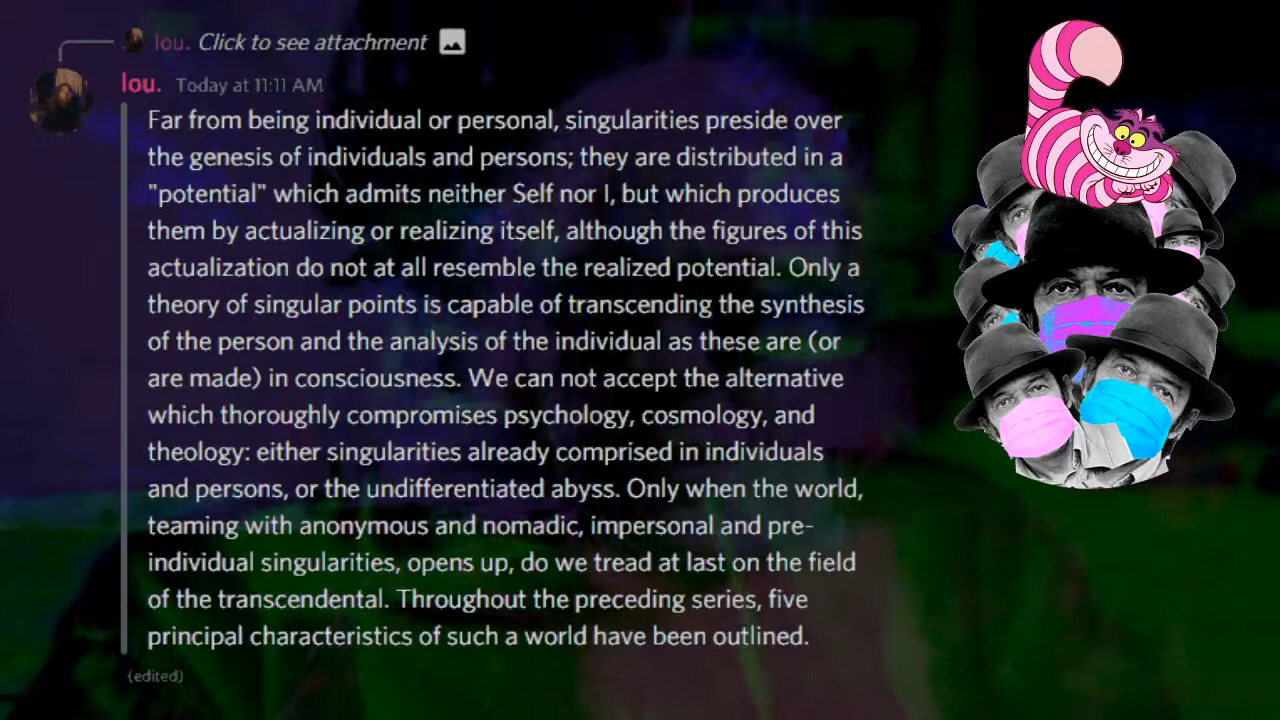 lou. Click to see attachment
lou. Today at 11:11 AM
Far from being individual or personal, singularities preside over
the genesis of individuals and persons; they are distributed in a
"potential" which admits neither Self nor I, but which produces
them by actualizing or realizing itself, although the figures of this
actualization do not at all resemble the realized potential. Only a
theory of singular points is capable of transcending the synthesis
of the person and the analysis of the individual as these are (or
are made) in consciousness. We can not accept the alternative
which thoroughly compromises psychology, cosmology, and
theology: either singularities already comprised in individuals
and persons, or the undifferentiated abyss. Only when the world,
teaming with anonymous and nomadic, impersonal and pre-
individual singularities, opens up, do we tread at last on the field
of the transcendental. Throughout the preceding series, five
principal characteristics of such a world have been outlined.
(edited)